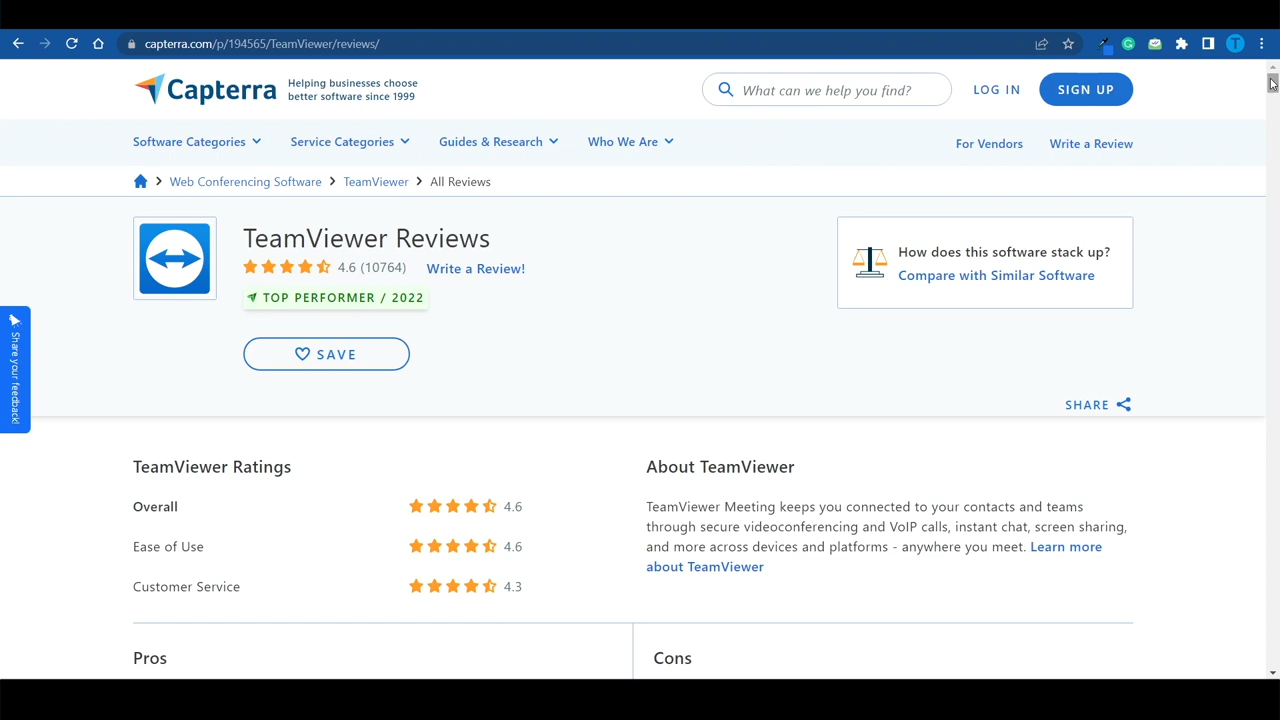 capterra.com/p/194565/TeamViewer/reviews/
T
Capterra
Helping businesses choose
better software since 1999
What can we help you find?
LOG IN
SIGN UP
Software Categories
Service Categories
Guides & Research
Who We Are
For Vendors
Write a Review
Web Conferencing Software
TeamViewer
All Reviews
TeamViewer Reviews
4.6 (10764)
Write a Review!
TOP PERFORMER / 2022
SAVE
How does this software stack up?
Compare with Similar Software
SHARE
Share your feedback!
TeamViewer Ratings
Overall
4.6
Ease of Use
4.6
Customer Service
4.3
About TeamViewer
TeamViewer Meeting keeps you connected to your contacts and teams
through secure videoconferencing and VoIP calls, instant chat, screen sharing,
and more across devices and platforms - anywhere you meet. Learn more
about TeamViewer
Pros
Cons